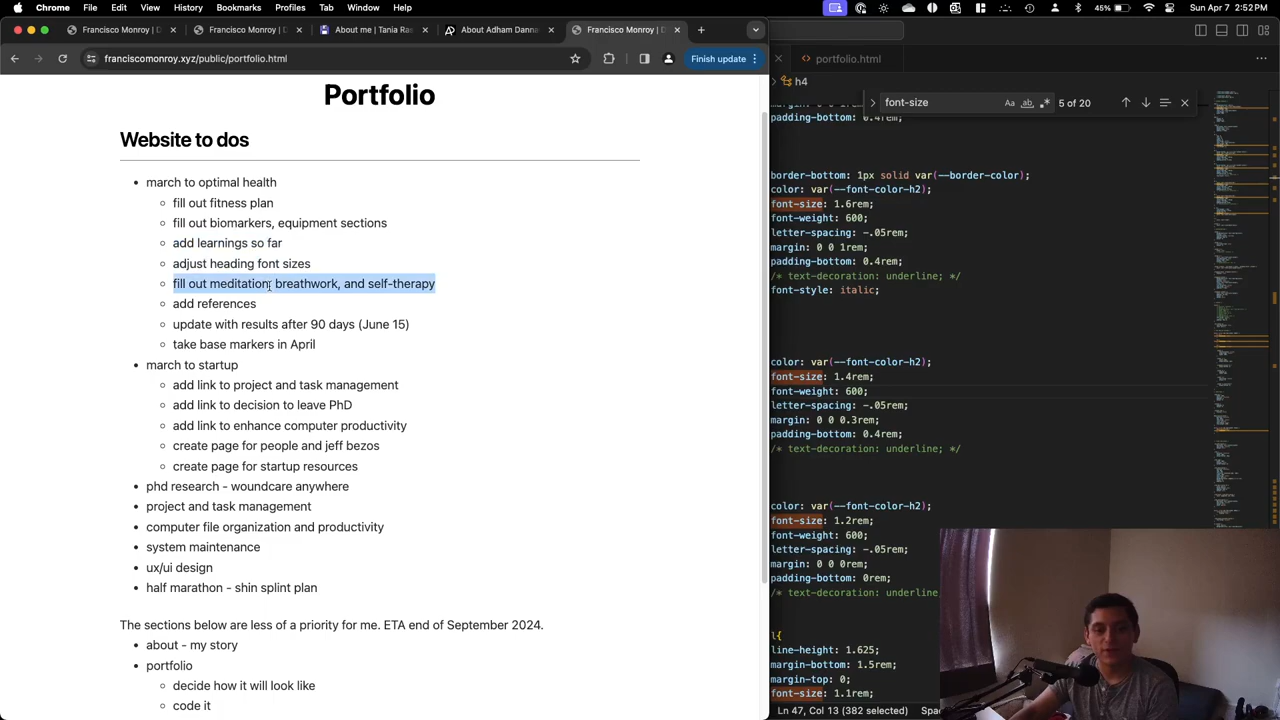 Chrome File Edit View History Bookmarks Profiles Tab Window Help
45% Sun Apr 7 2:52 PM
Francisco Monroy | D
Francisco Monroy | D
About me | Tania Ras
About Adham Danna
Francisco Monroy | D
franciscomonroy.xyz/public/portfolio.html
Finish update
Portfolio
Website to dos
march to optimal health
fill out fitness plan
fill out biomarkers, equipment sections
add learnings so far
adjust heading font sizes
fill out meditation, breathwork, and self-therapy
add references
update with results after 90 days (June 15)
take base markers in April
march to startup
add link to project and task management
add link to decision to leave PhD
add link to enhance computer productivity
create page for people and jeff bezos
create page for startup resources
phd research - woundcare anywhere
project and task management
computer file organization and productivity
system maintenance
ux/ui design
half marathon - shin splint plan
The sections below are less of a priority for me. ETA end of September 2024.
about - my story
portfolio
decide how it will look like
code it
portfolio.html
h4
font-size
Aa ab 5 of 20
padding-bottom: 0.4rem;
border-bottom: 1px solid var(--border-color);
color: var(--font-color-h2);
font-size: 1.6rem;
font-weight: 600;
letter-spacing: -.05rem;
margin: 0 0 1rem;
padding-bottom: 0.4rem;
/* text-decoration: underline; */
font-style: italic;
color: var(--font-color-h2);
font-size: 1.4rem;
font-weight: 600;
letter-spacing: -.05rem;
margin: 0 0 0.3rem;
padding-bottom: 0.4rem;
/* text-decoration: underline; */
color: var(--font-color-h2);
font-size: 1.2rem;
font-weight: 600;
letter-spacing: -.05rem;
margin: 0 0 0rem;
padding-bottom: 0rem;
/* text-decoration: underline;
l{
line-height: 1.625;
margin-bottom: 1.5rem;
margin-top: 0;
font-size: 1.1rem;
Ln 47, Col 13 (382 selected) Spa